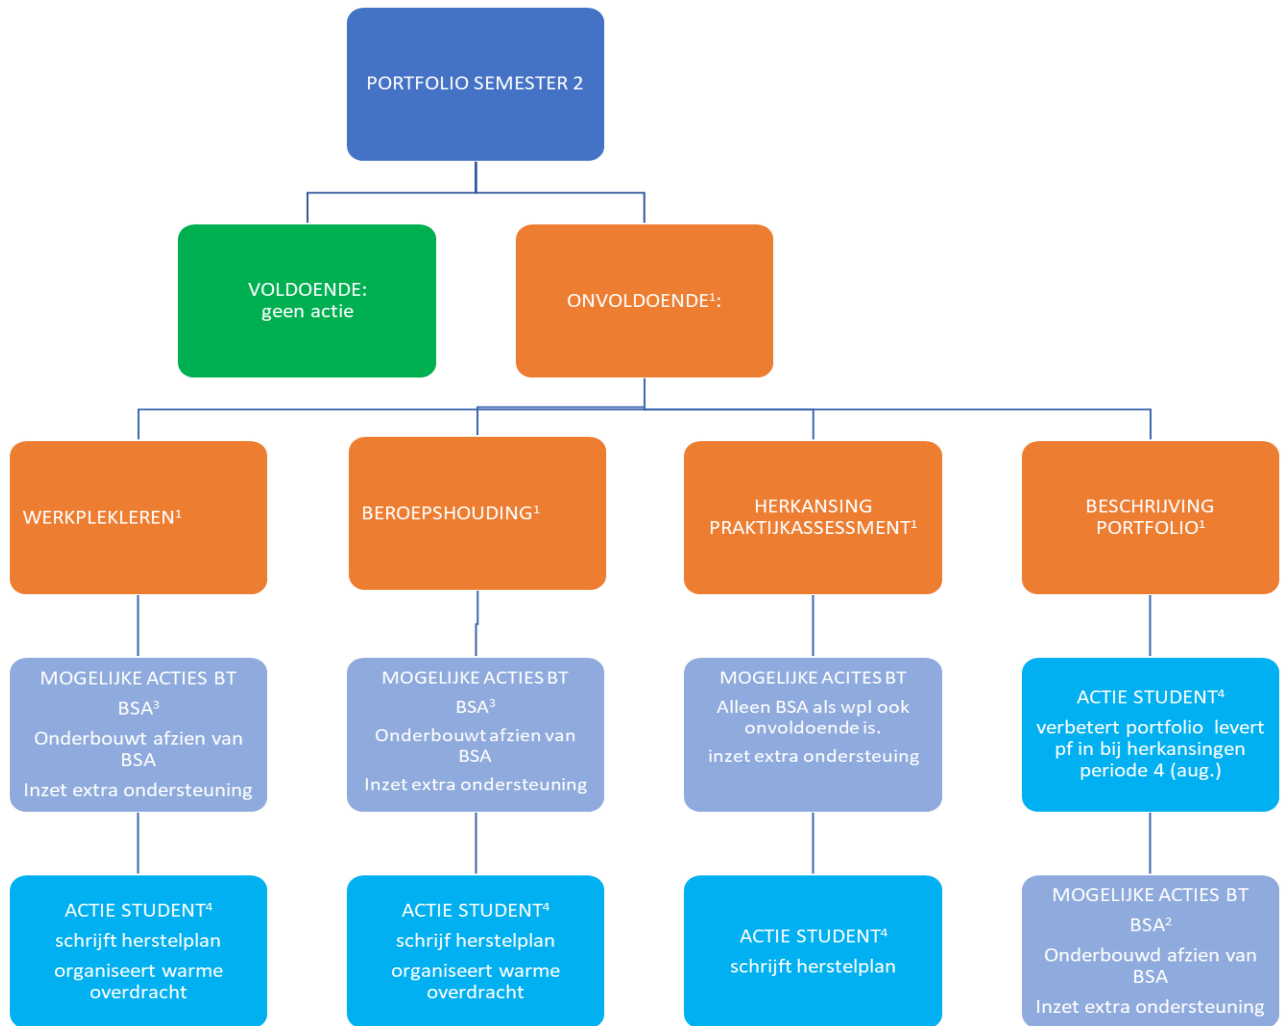 PORTFOLIO SEMESTER 2
VOLDOENDE:
geen actie
ONVOLDOENDE¹:
WERKPLEKLEREN¹
BEROEPSHOUDING¹
HERKANSING
PRAKTIJKASSESSMENT¹
BESCHRIJVING
PORTFOLIO¹
MOGELIJKE ACTIES BT
BSA³
Onderbouwt afzien van
BSA
Inzet extra ondersteuning
MOGELIJKE ACTIES BT
BSA³
Onderbouwt afzien van
BSA
Inzet extra ondersteuning
MOGELIJKE ACITES BT
Alleen BSA als wpl ook
onvoldoende is.
inzet extra ondersteuing
ACTIE STUDENT⁴
verbetert portfolio levert
pf in bij herkansingen
periode 4 (aug.)
ACTIE STUDENT⁴
schrijft herstelplan
organiseert warme
overdracht
ACTIE STUDENT⁴
schrijf herstelplan
organiseert warme
overdracht
ACTIE STUDENT⁴
schrijft herstelplan
MOGELIJKE ACTIES BT
BSA²
Onderbouwd afzien van
BSA
Inzet extra ondersteuning